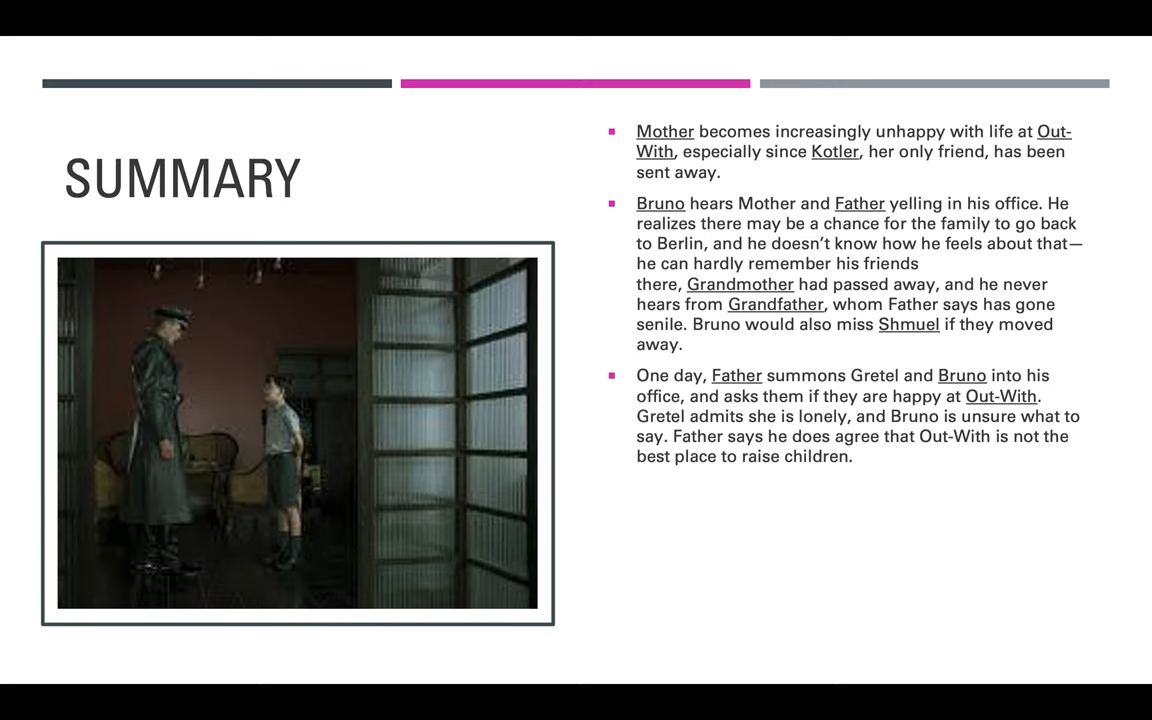 SUMMARY
Mother becomes increasingly unhappy with life at Out-
With, especially since Kotler, her only friend, has been
sent away.
Bruno hears Mother and Father yelling in his office. He
realizes there may be a chance for the family to go back
to Berlin, and he doesn’t know how he feels about that—
he can hardly remember his friends
there, Grandmother had passed away, and he never
hears from Grandfather, whom Father says has gone
senile. Bruno would also miss Shmuel if they moved
away.
One day, Father summons Gretel and Bruno into his
office, and asks them if they are happy at Out-With.
Gretel admits she is lonely, and Bruno is unsure what to
say. Father says he does agree that Out-With is not the
best place to raise children.